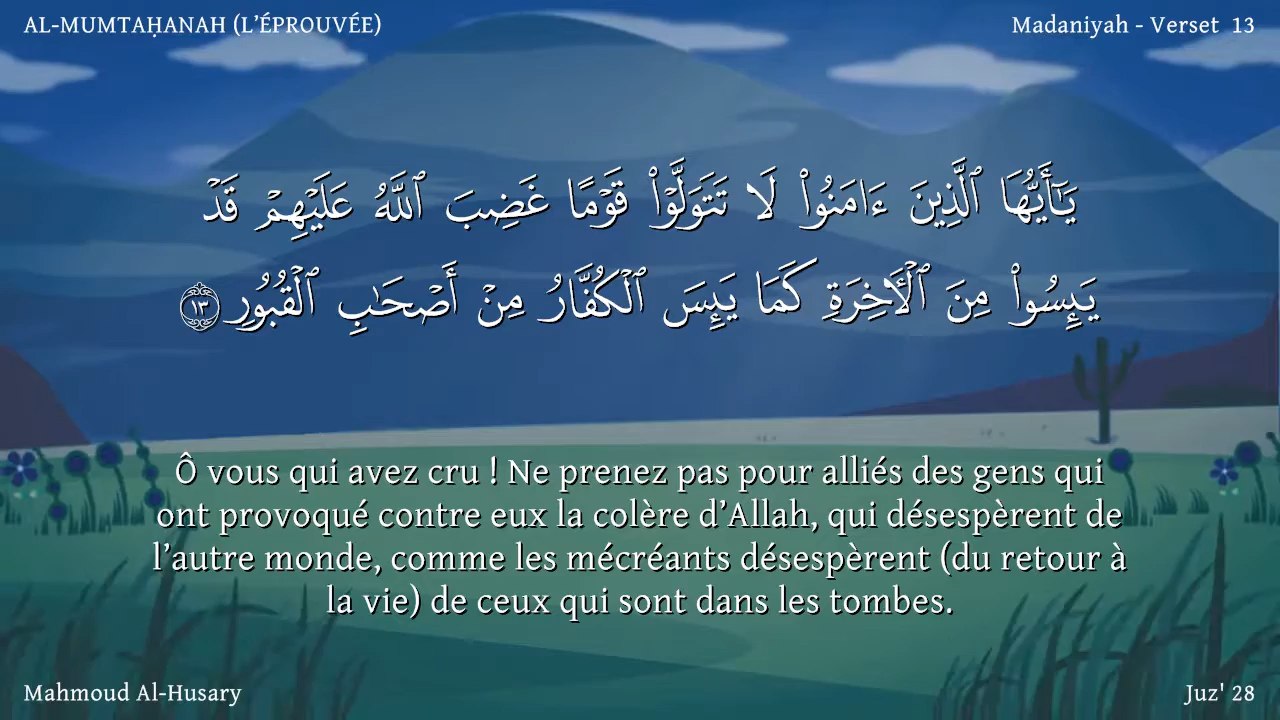 AL-MUMTAḤANAH (L’ÉPROUVÉE)
Madaniyah - Verset 13
يَـٰٓأَيُّهَا ٱلَّذِينَ ءَامَنُوا۟ لَا تَتَوَلَّوْا۟ قَوْمًا غَضِبَ ٱللَّهُ عَلَيْهِمْ قَدْ
يَئِسُوا۟ مِنَ ٱلْـَٔاخِرَةِ كَمَا يَئِسَ ٱلْكُفَّارُ مِنْ أَصْحَـٰبِ ٱلْقُبُورِ ١٣
Ô vous qui avez cru ! Ne prenez pas pour alliés des gens qui
ont provoqué contre eux la colère d’Allah, qui désespèrent de
l’autre monde, comme les mécréants désespèrent (du retour à
la vie) de ceux qui sont dans les tombes.
Mahmoud Al-Husary
Juz' 28